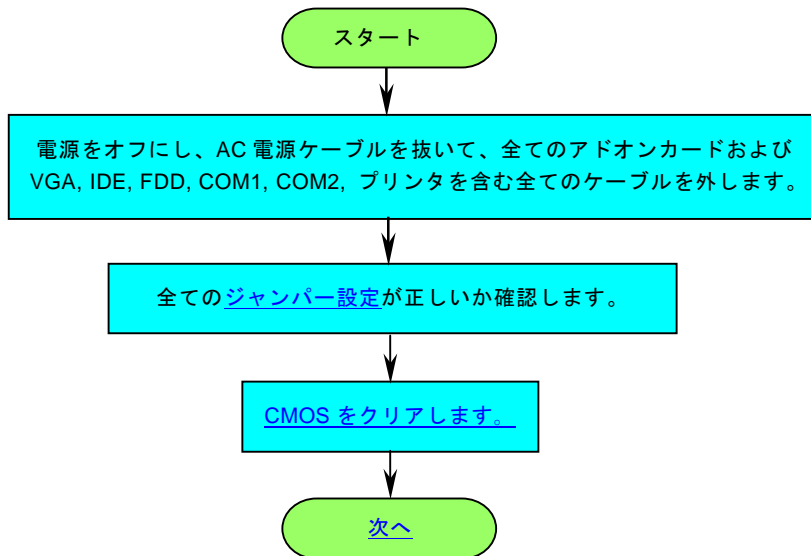 スタート
電源をオフにし、AC 電源ケーブルを抜いて、全てのアドオンカードおよび
VGA, IDE, FDD, COM1, COM2, プリンタを含む全てのケーブルを外します。
全てのジャンパー設定が正しいか確認します。
CMOS をクリアします。
次へ